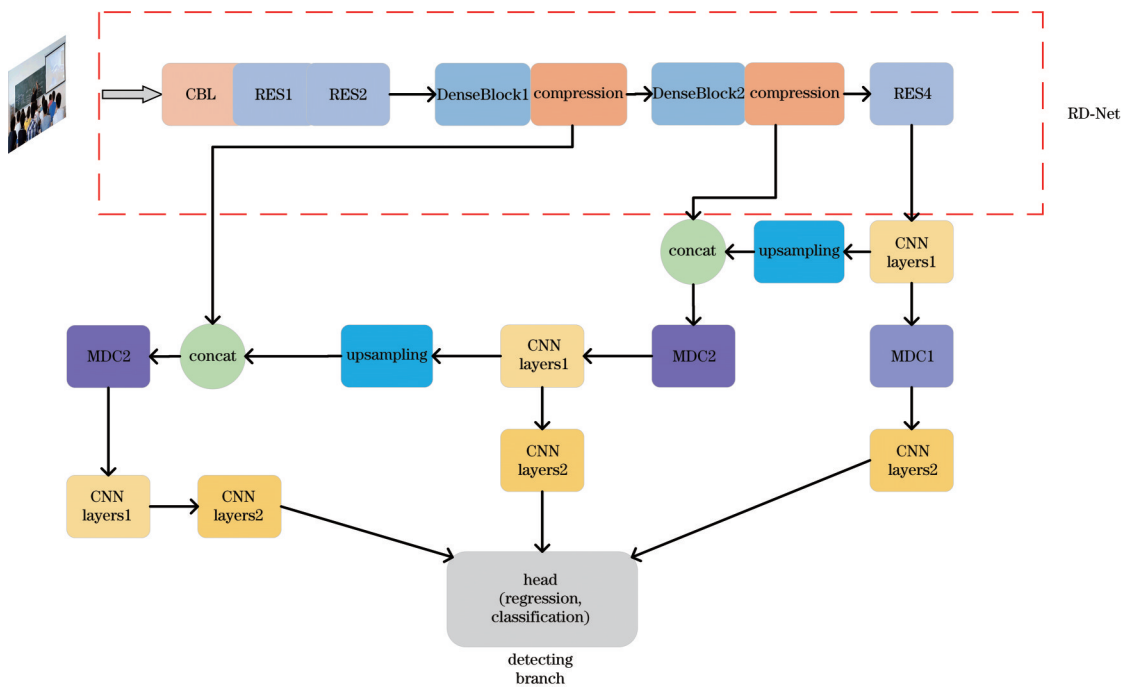 CBL
RES1
RES2
DenseBlock1
compression
DenseBlock2
compression
RES4
RD-Net
concat
upsampling
CNN
layers1
MDC2
concat
upsampling
CNN
layers1
MDC2
MDC1
CNN
layers2
CNN
layers2
CNN
layers1
CNN
layers2
head
(regression,
classification)
detecting
branch